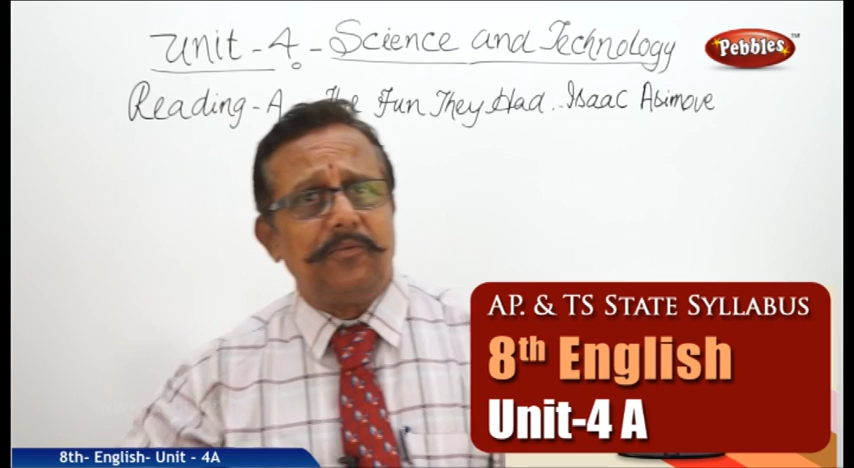 Unit - 4. - Science and Technology
Pebbles™
Reading - A The Fun They Had.. Isaac Asimove
AP. & TS STATE SYLLABUS
8th English
Unit-4 A
8th- English- Unit - 4A